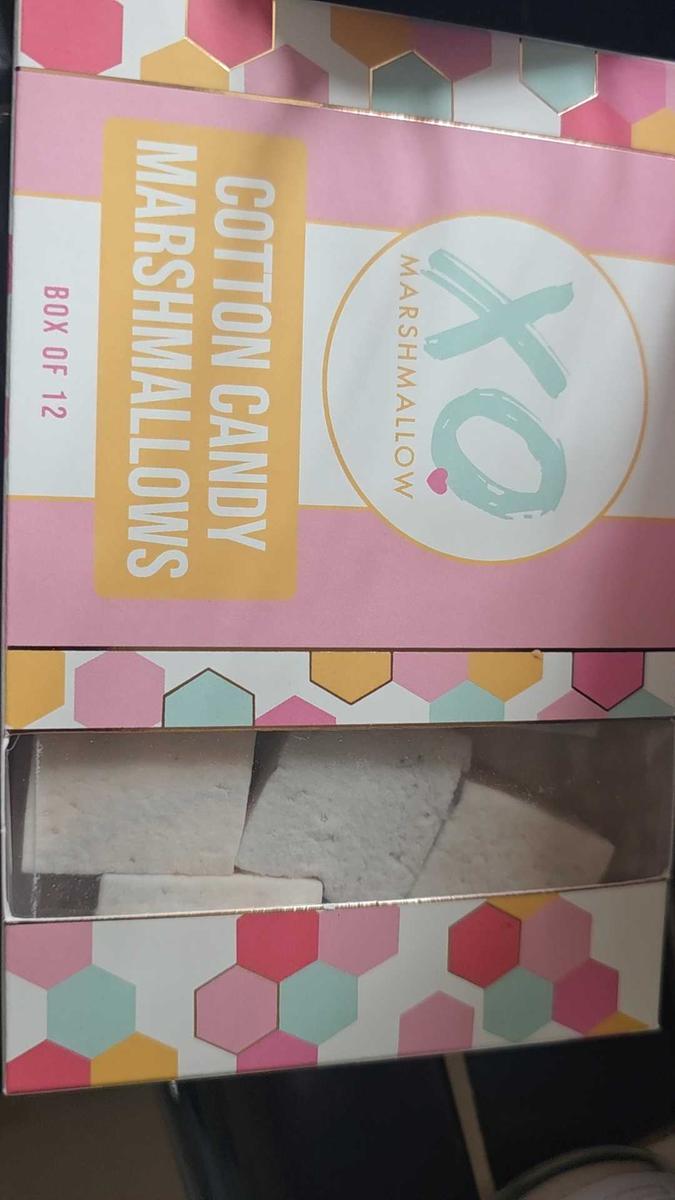 XO
MARSHMALLOW
COTTON CANDY
MARSHMALLOWS
BOX OF 12